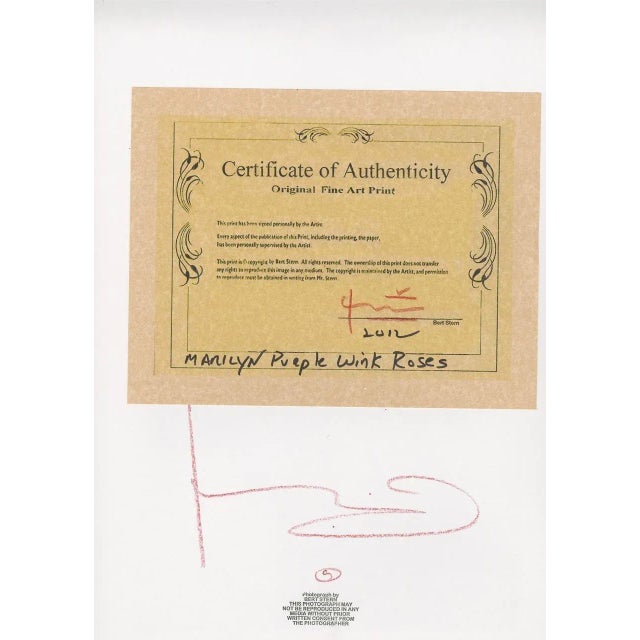 Certificate of Authenticity
Original Fine Art Print
This print has been signed personally by the Artist.
Every aspect of the publication of this Print, including the printing, the paper,
has been personally supervised by the Artist.
This print is © copyright by Bert Stern. All rights reserved. The ownership of this print does not transfer
any rights to reproduce this image in any medium. The copyright is maintained by the Artist, and permission
to reproduce must be obtained in writing from Mr. Stern.
Bert Stern
2012
MARILYN Purple Wink Roses
Photograph by
BERT STERN
THIS PHOTOGRAPH MAY
NOT BE REPRODUCED IN ANY
MEDIA WITHOUT PRIOR
WRITTEN CONSENT FROM
THE PHOTOGRAPHER